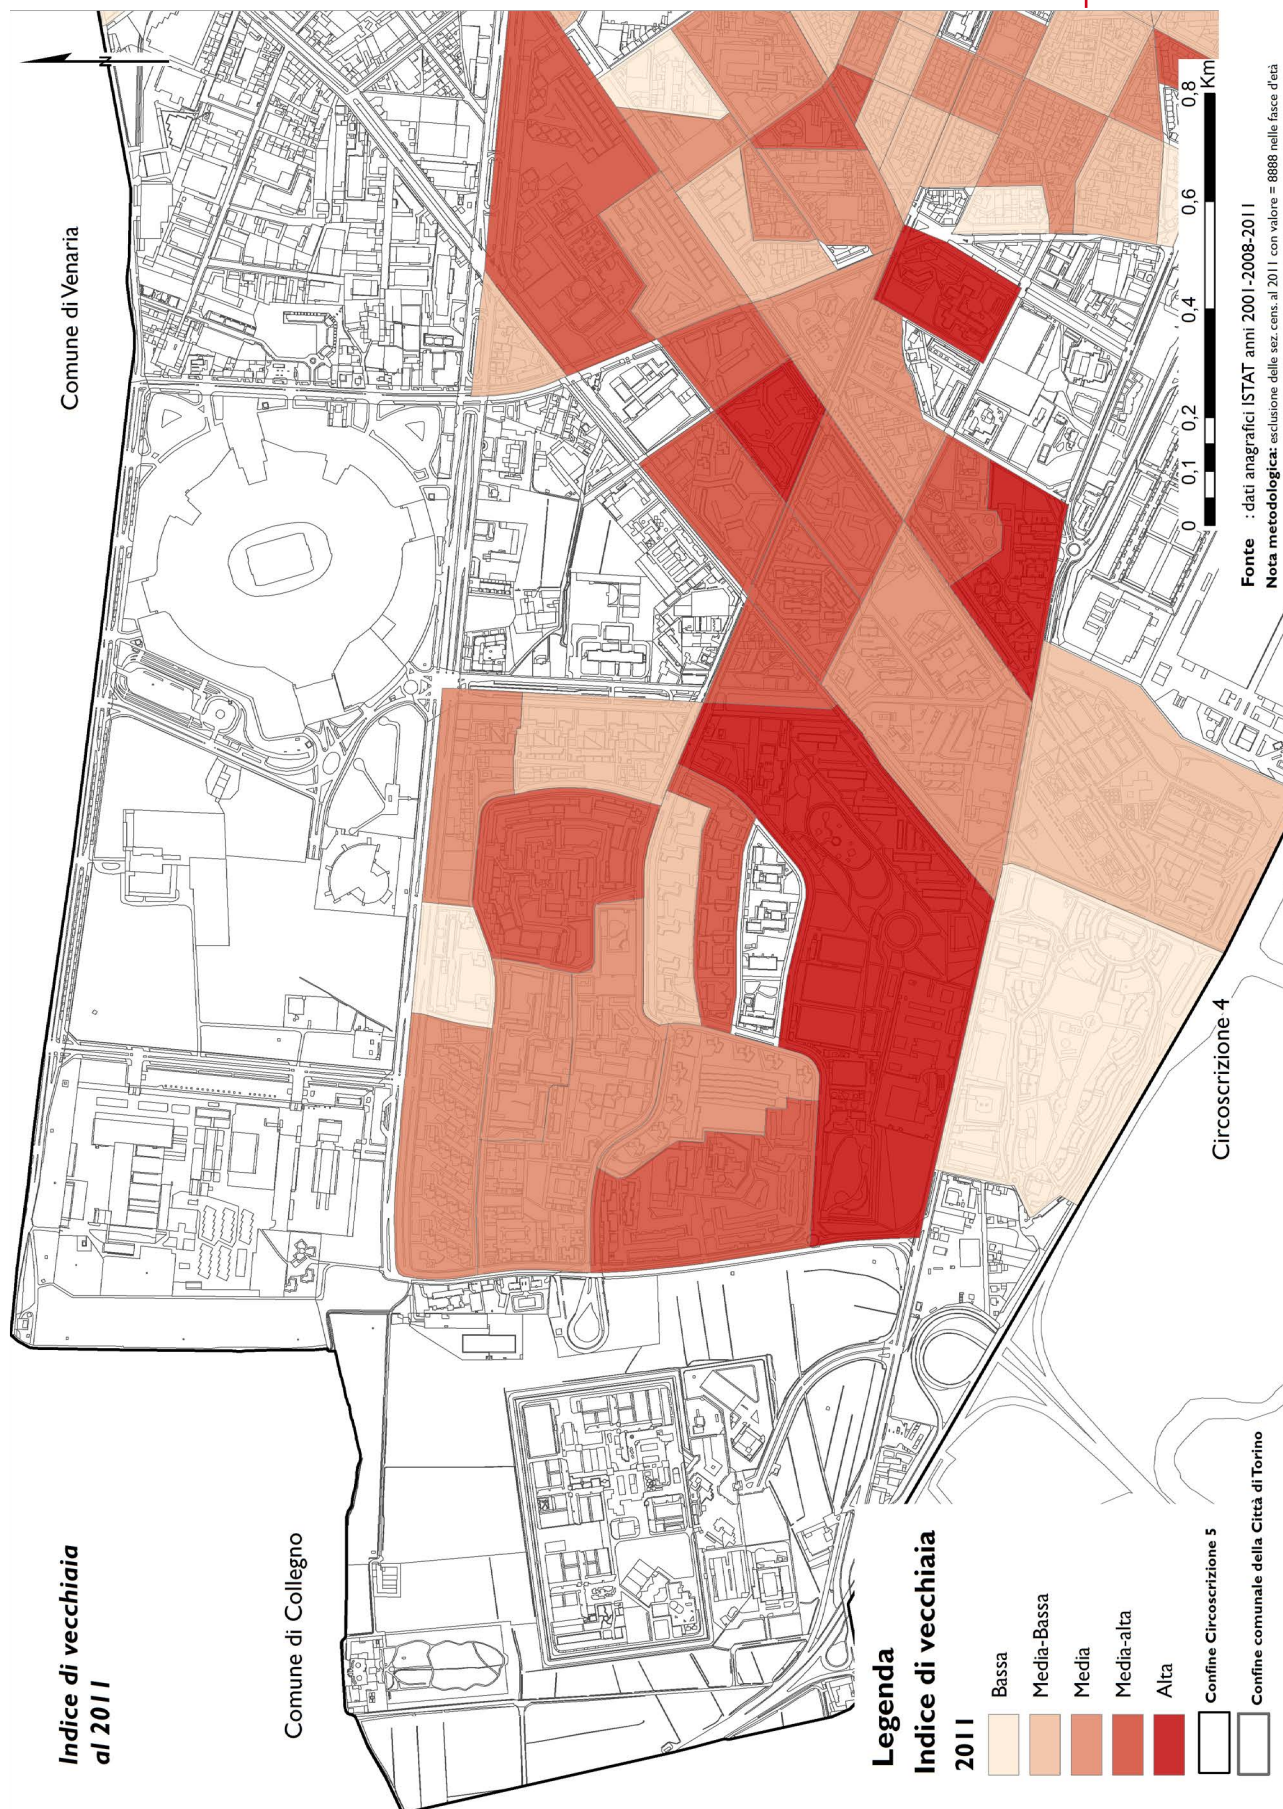 Indice di vecchiaia
al 2011
Comune di Collegno
Comune di Venaria
N
Circoscrizione 4
Legenda
Indice di vecchiaia
2011
Bassa
Media-Bassa
Media
Media-alta
Alta
Confine Circoscrizione 5
Confine comunale della Città di Torino
0 0,1 0,2 0,4 0,6 0,8
Km
Fonte : dati anagrafici ISTAT anni 2001-2008-2011
Nota metodologica: esclusione delle sez. cens. al 2011 con valore = 8888 nelle fasce d'età